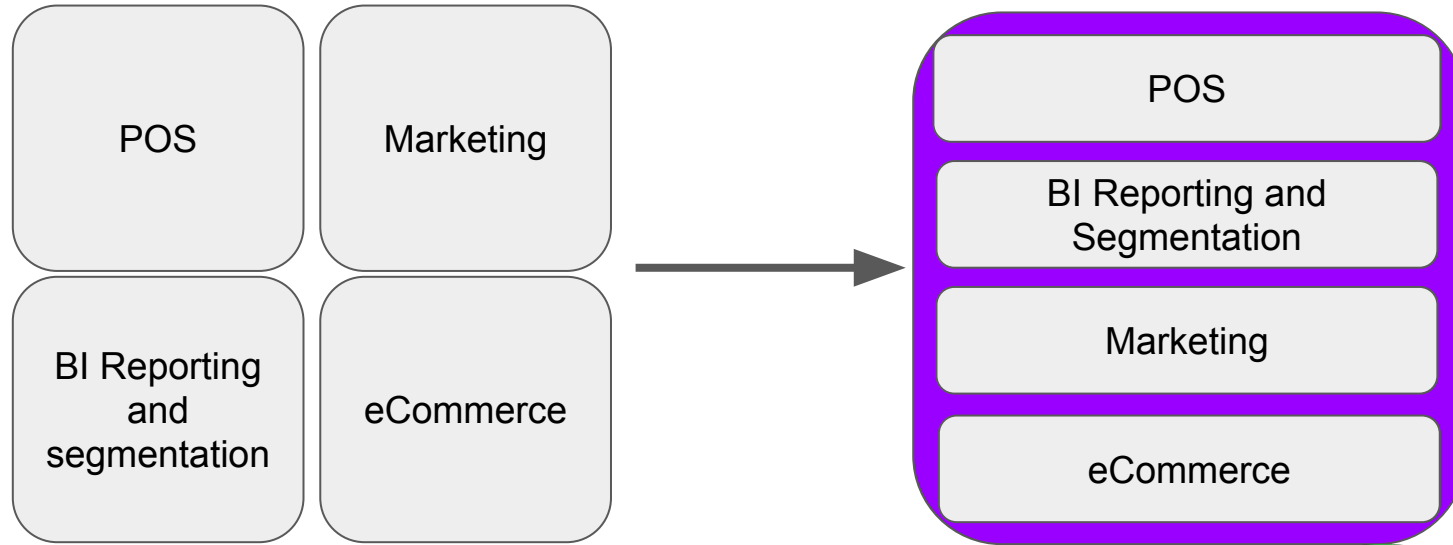 POS
Marketing
BI Reporting
and
segmentation
eCommerce
POS
BI Reporting and
Segmentation
Marketing
eCommerce